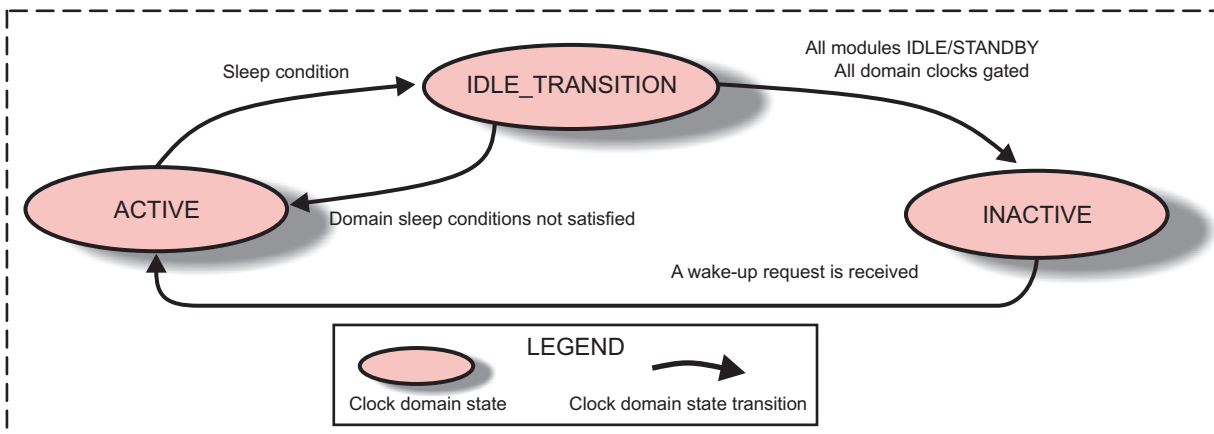 All modules IDLE/STANDBY
All domain clocks gated
Sleep condition
IDLE_TRANSITION
ACTIVE
Domain sleep conditions not satisfied
INACTIVE
A wake-up request is received
LEGEND
Clock domain state
Clock domain state transition